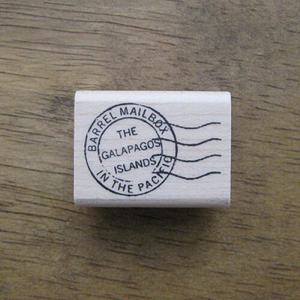 BARREL MAILBOX
THE
GALAPAGOS
ISLANDS
IN THE PACIFIC